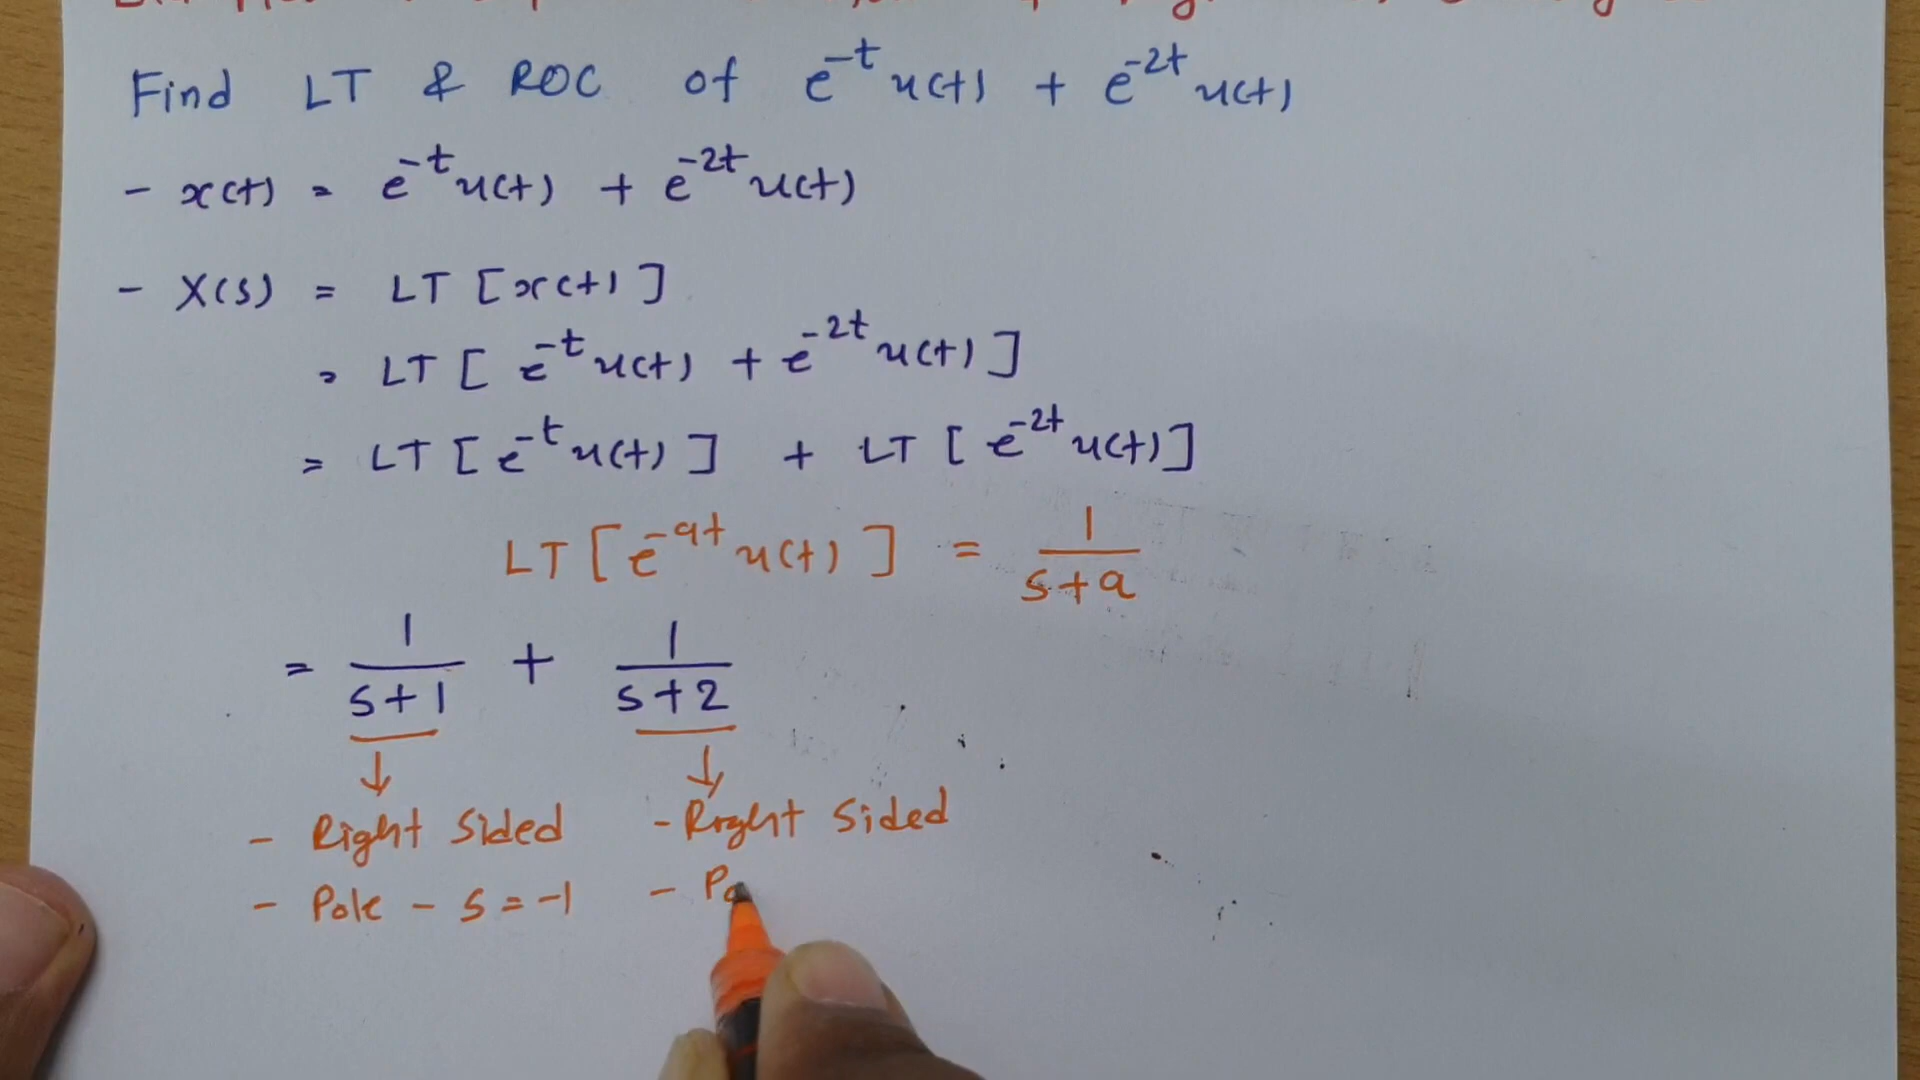 Find LT & ROC of e^-t u(t) + e^-2t u(t)
- x(t) = e^-t u(t) + e^-2t u(t)
- X(s) = LT [x(t)]
= LT [ e^-t u(t) + e^-2t u(t) ]
= LT [ e^-t u(t) ] + LT [ e^-2t u(t) ]
LT [ e^-at u(t) ] = 1/(s+a)
= 1/(s+1) + 1/(s+2)
↓ ↓
- Right Sided - Right Sided
- Pole - s = -1 - Po